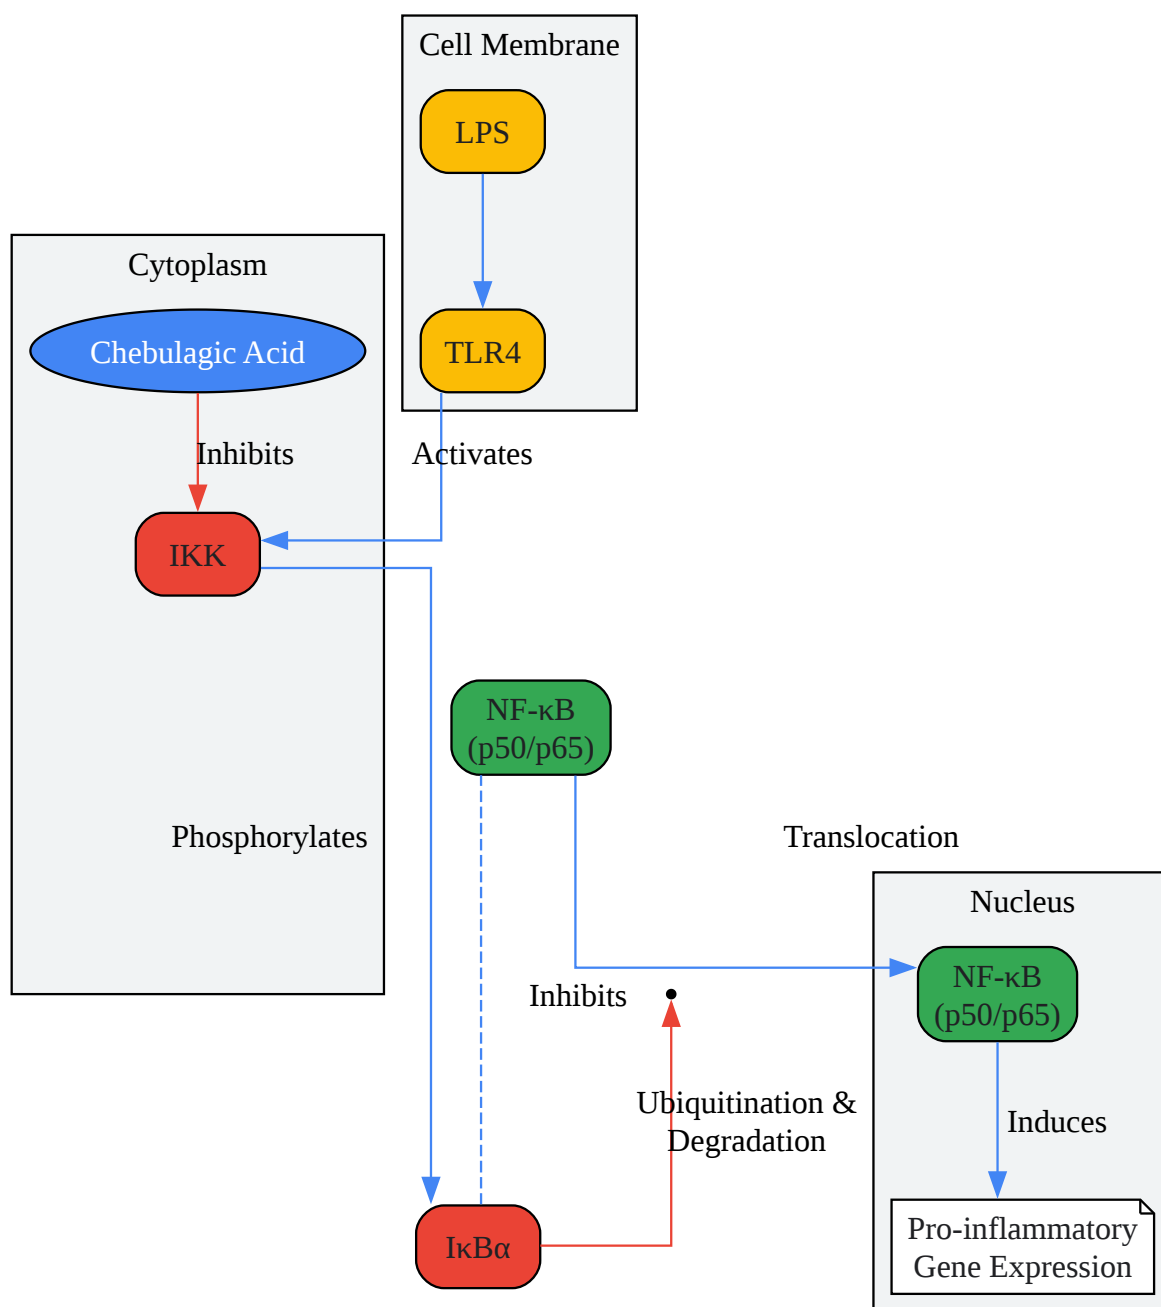 Cell Membrane
LPS
Cytoplasm
Chebulagic Acid
TLR4
Inhibits
Activates
IKK
NF-κB
(p50/p65)
Phosphorylates
Translocation
Nucleus
NF-κB
(p50/p65)
Inhibits
Ubiquitination &
Degradation
Induces
IκBα
Pro-inflammatory
Gene Expression